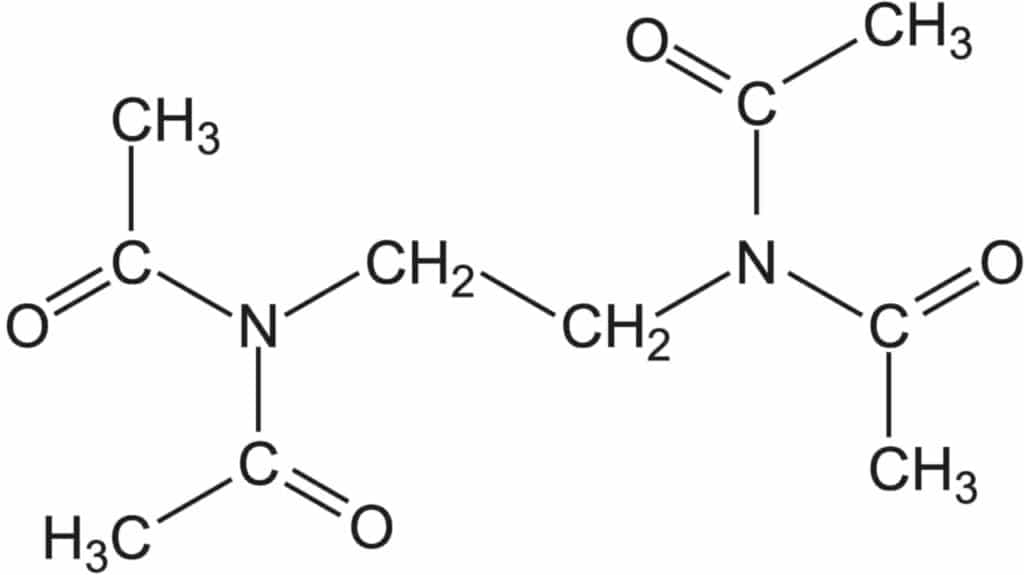 O CH₃
C
CH₃
C CH₂ N O
O N CH₂ C
C CH₃
H₃C O